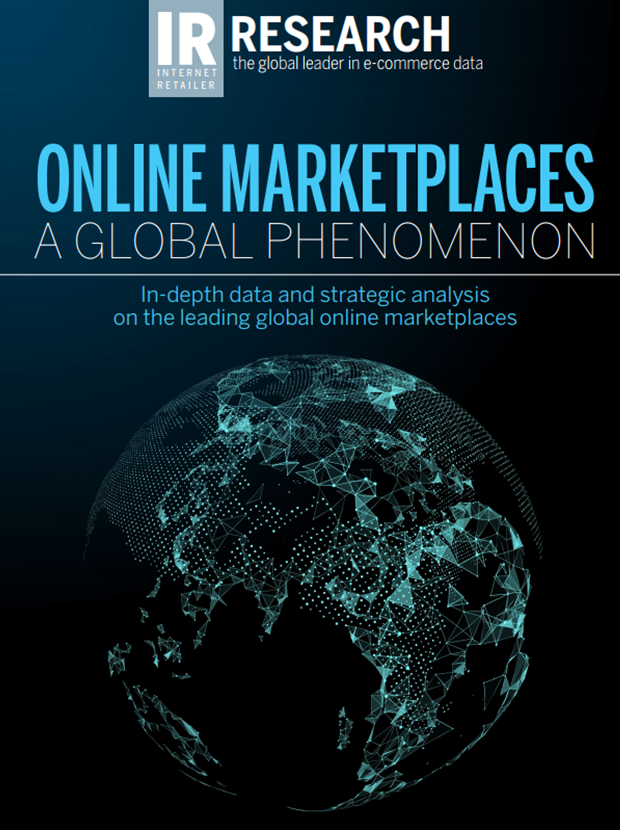 IR RESEARCH
INTERNET
RETAILER
the global leader in e-commerce data
ONLINE MARKETPLACES
A GLOBAL PHENOMENON
In-depth data and strategic analysis
on the leading global online marketplaces